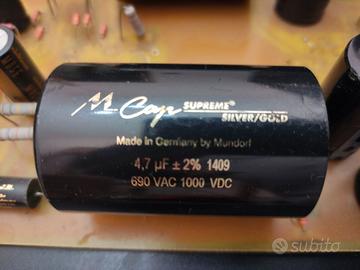 M Cap SUPREME®
SILVER/GOLD
Made in Germany by Mundorf
4,7 µF ± 2% 1409
690 VAC 1000 VDC
subito